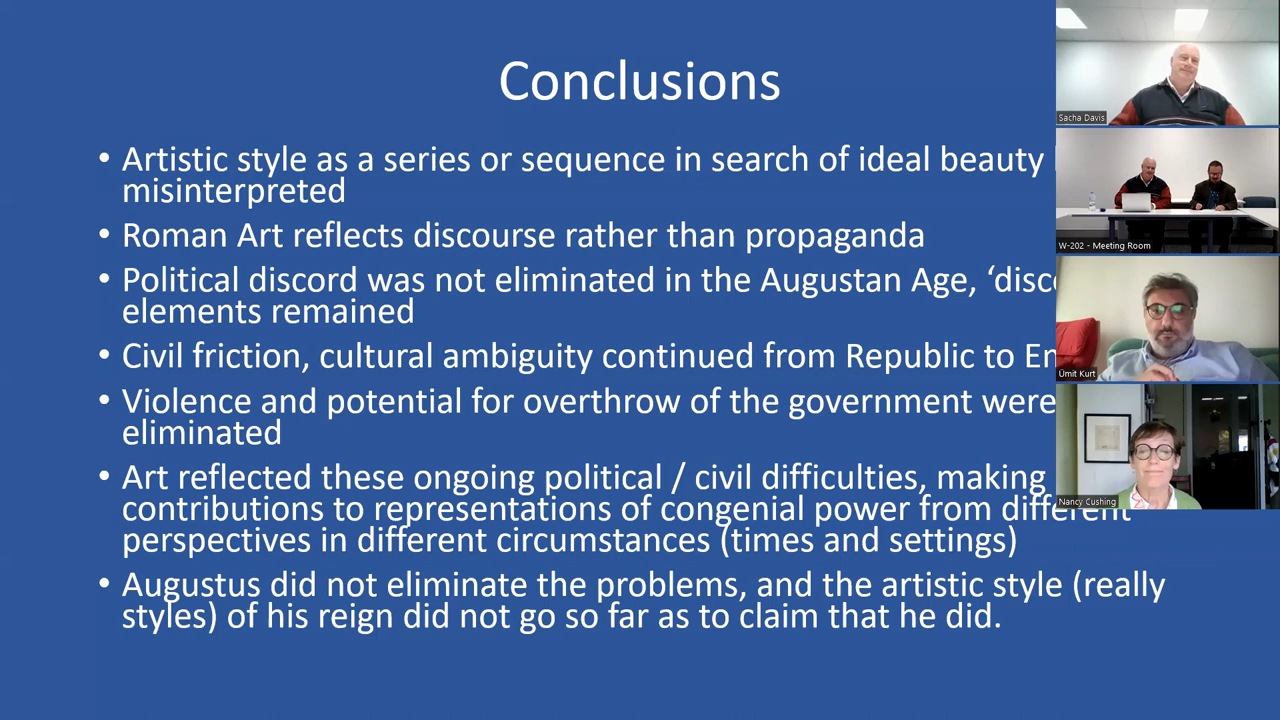 Conclusions
• Artistic style as a series or sequence in search of ideal beauty
misinterpreted
• Roman Art reflects discourse rather than propaganda
• Political discord was not eliminated in the Augustan Age,
elements remained
• Civil friction, cultural ambiguity continued from Republic to
• Violence and potential for overthrow of the government were
eliminated
• Art reflected these ongoing political / civil difficulties, making
contributions to representations of congenial power from different
perspectives in different circumstances (times and settings)
• Augustus did not eliminate the problems, and the artistic style (really
styles) of his reign did not go so far as to claim that he did.
Sacha Davis
W-202 - Meeting Room
Ümit Kurt
Nancy Cushing